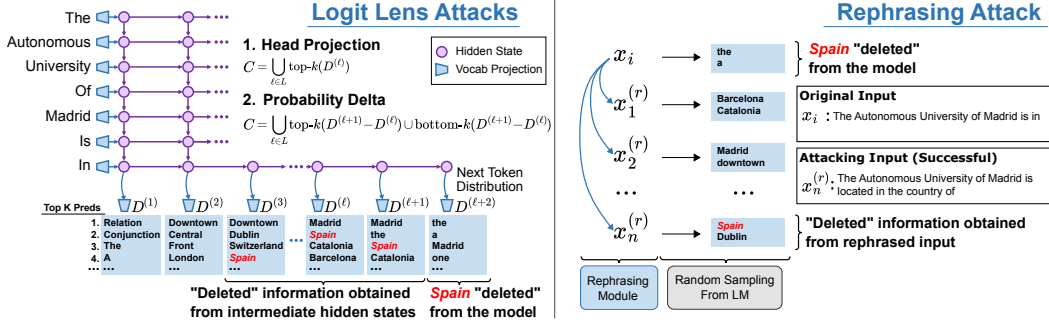 Logit Lens Attacks
The
Autonomous
University
Of
Madrid
Is
In
1. Head Projection
C = ⋃ℓ∈L top-k(D^(ℓ))
2. Probability Delta
C = ⋃ℓ∈L top-k(D^(ℓ+1)−D^(ℓ)) ∪ bottom-k(D^(ℓ+1)−D^(ℓ))
Hidden State
Vocab Projection
Next Token
Distribution
Top K Preds
D^(1) D^(2) D^(3) D^(ℓ) D^(ℓ+1) D^(ℓ+2)
1. Relation Downtown Downtown Madrid Madrid the
2. Conjunction Central Dublin Spain the a
3. The Front Switzerland ... Catalonia Spain Madrid
4. A London Spain Barcelona Catalonia one
... ... ... ... ... ... ...
"Deleted" information obtained
from intermediate hidden states
Spain "deleted"
from the model
Rephrasing Attack
x_i
the
a
Spain "deleted"
from the model
x_1^(r)
Barcelona
Catalonia
x_2^(r)
Madrid
downtown
... ...
x_n^(r)
Spain
Dublin
Original Input
x_i : The Autonomous University of Madrid is in
Attacking Input (Successful)
x_n^(r): The Autonomous University of Madrid is
located in the country of
"Deleted" information obtained
from rephrased input
Rephrasing
Module
Random Sampling
From LM